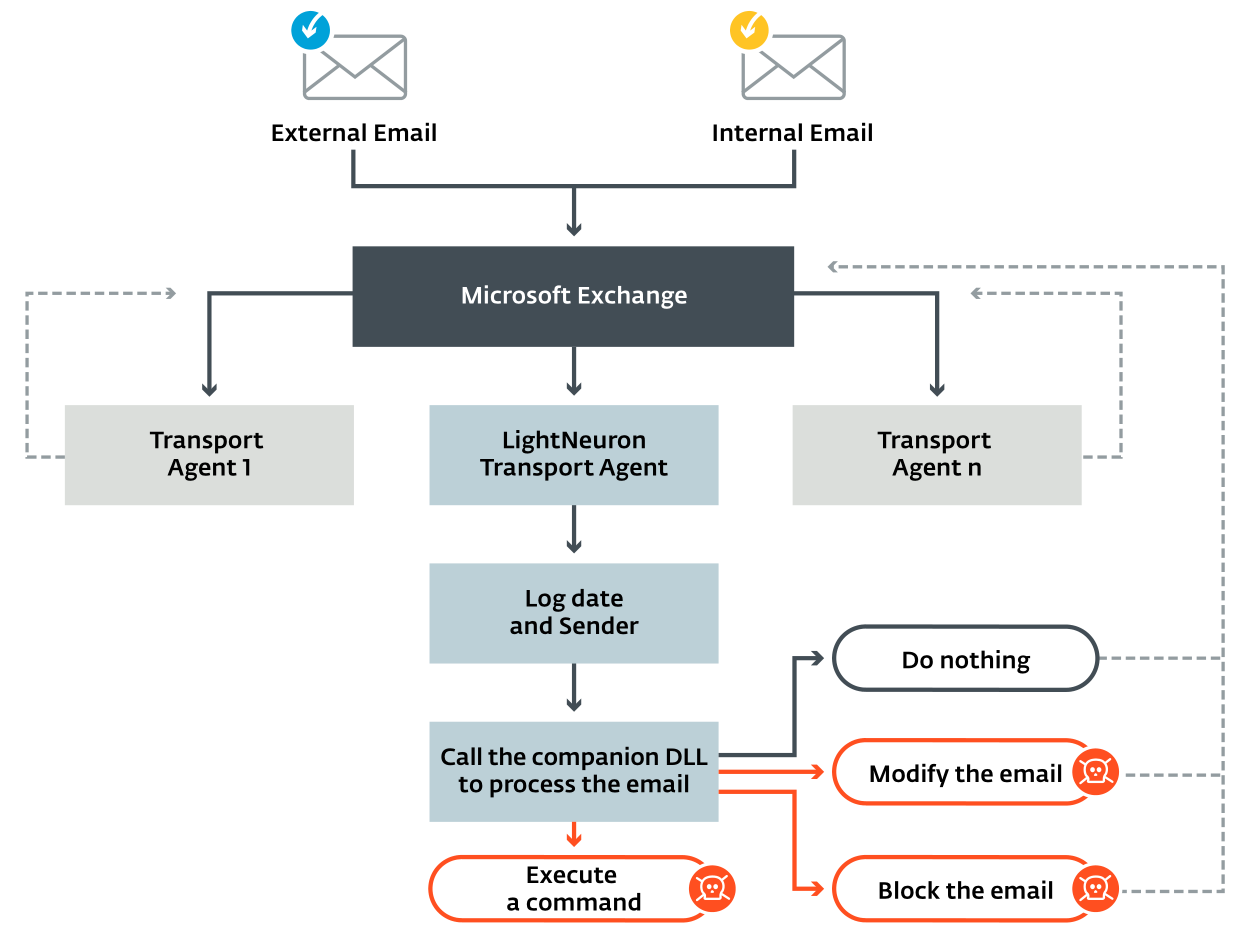 External Email
Internal Email
Microsoft Exchange
Transport
Agent 1
LightNeuron
Transport Agent
Transport
Agent n
Log date
and Sender
Do nothing
Call the companion DLL
to process the email
Modify the email
Execute
a command
Block the email